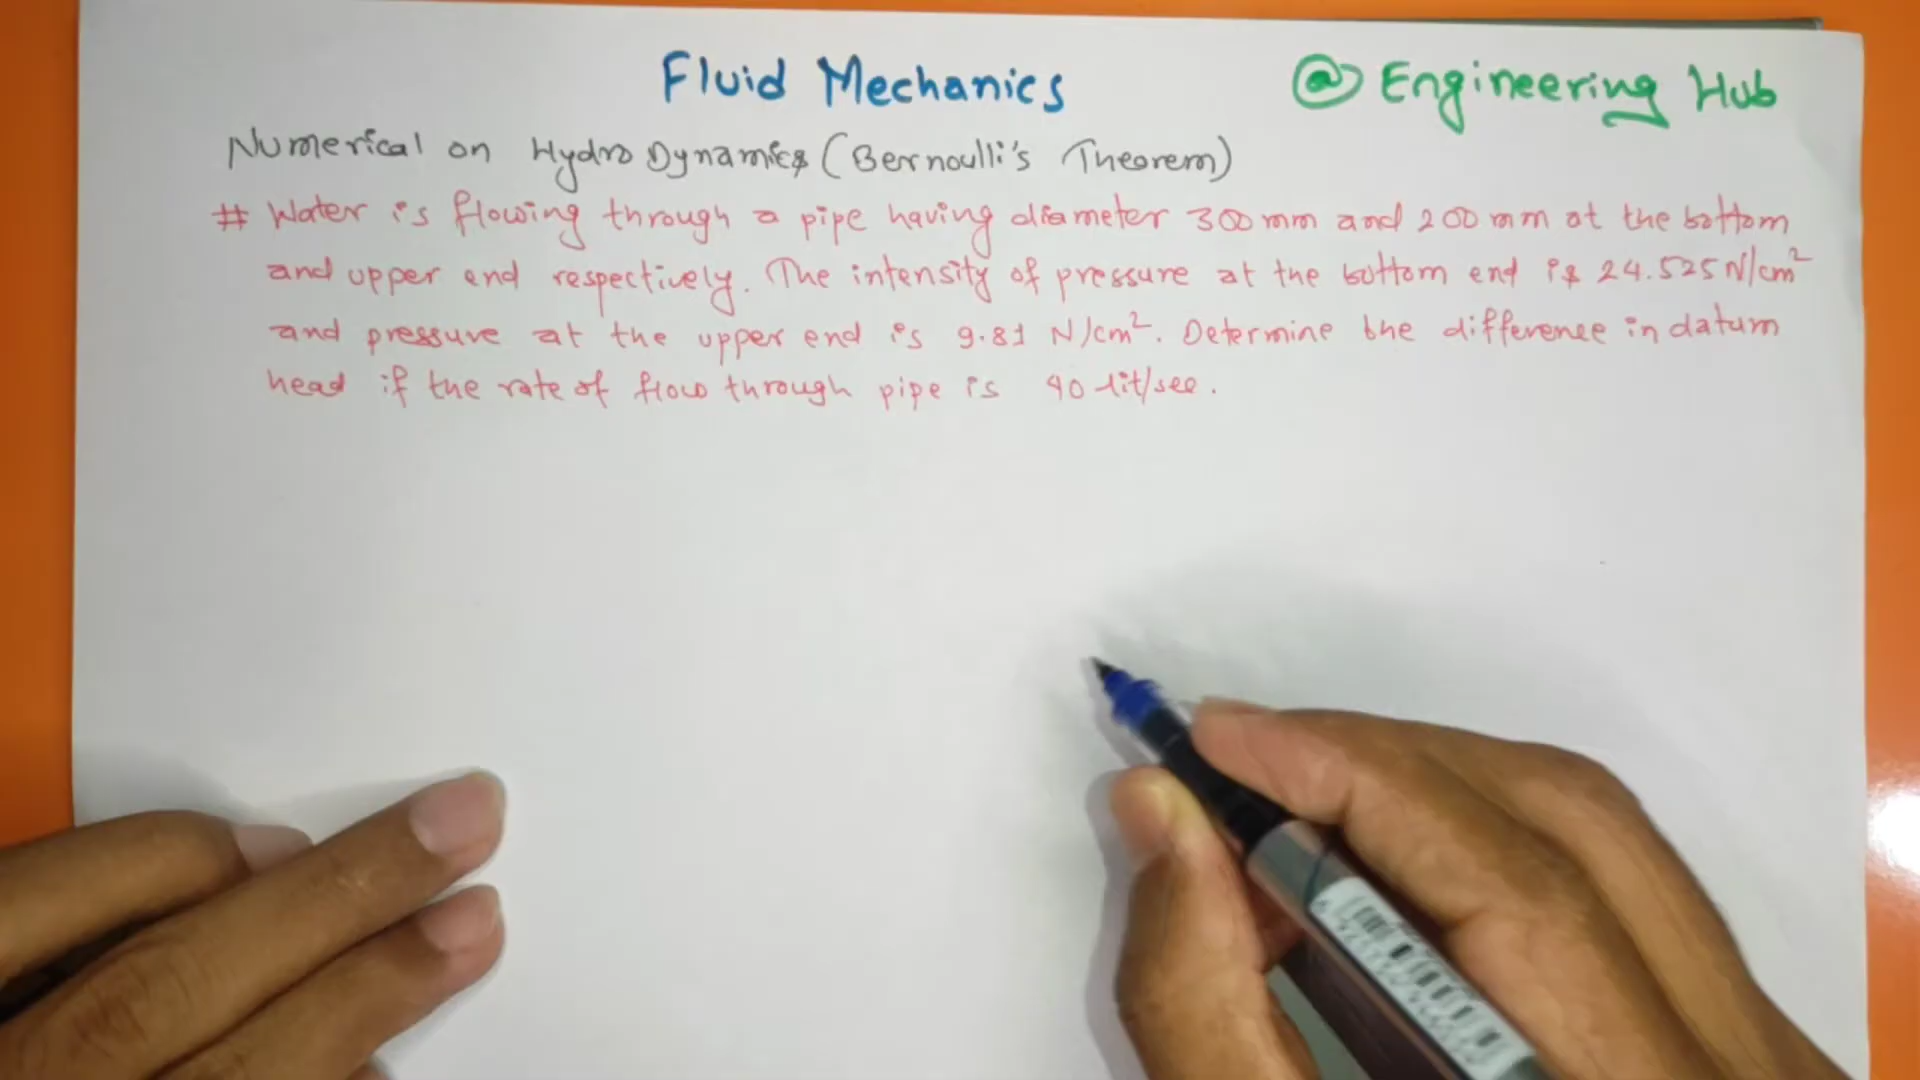 Fluid Mechanics
@ Engineering Hub
Numerical on Hydro Dynamics (Bernoulli's Theorem)
# Water is flowing through a pipe having diameter 300 mm and 200 mm at the bottom
and upper end respectively. The intensity of pressure at the bottom end is 24.525 N/cm²
and pressure at the upper end is 9.81 N/cm². Determine the difference in datum
head if the rate of flow through pipe is 40 lit/sec.